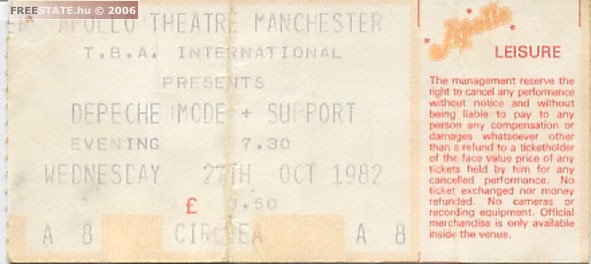 FREESTATE.hu © 2006
APOLLO THEATRE MANCHESTER
T.B.A. INTERNATIONAL
PRESENTS
DEPECHE MODE + SUPPORT
EVENING 7.30
WEDNESDAY 27TH OCT 1982
£ .50
A 8 CIRCLEA A 8
Apollo
LEISURE
The management reserve the
right to cancel any performance
without notice and without
being liable to pay to any
person any compensation or
damages whatsoever other
than a refund to a ticketholder
of the face value price of any
tickets held by him for any
cancelled performance. No
ticket exchanged nor money
refunded. No cameras or
recording equipment. Official
merchandise is only available
inside the venue.